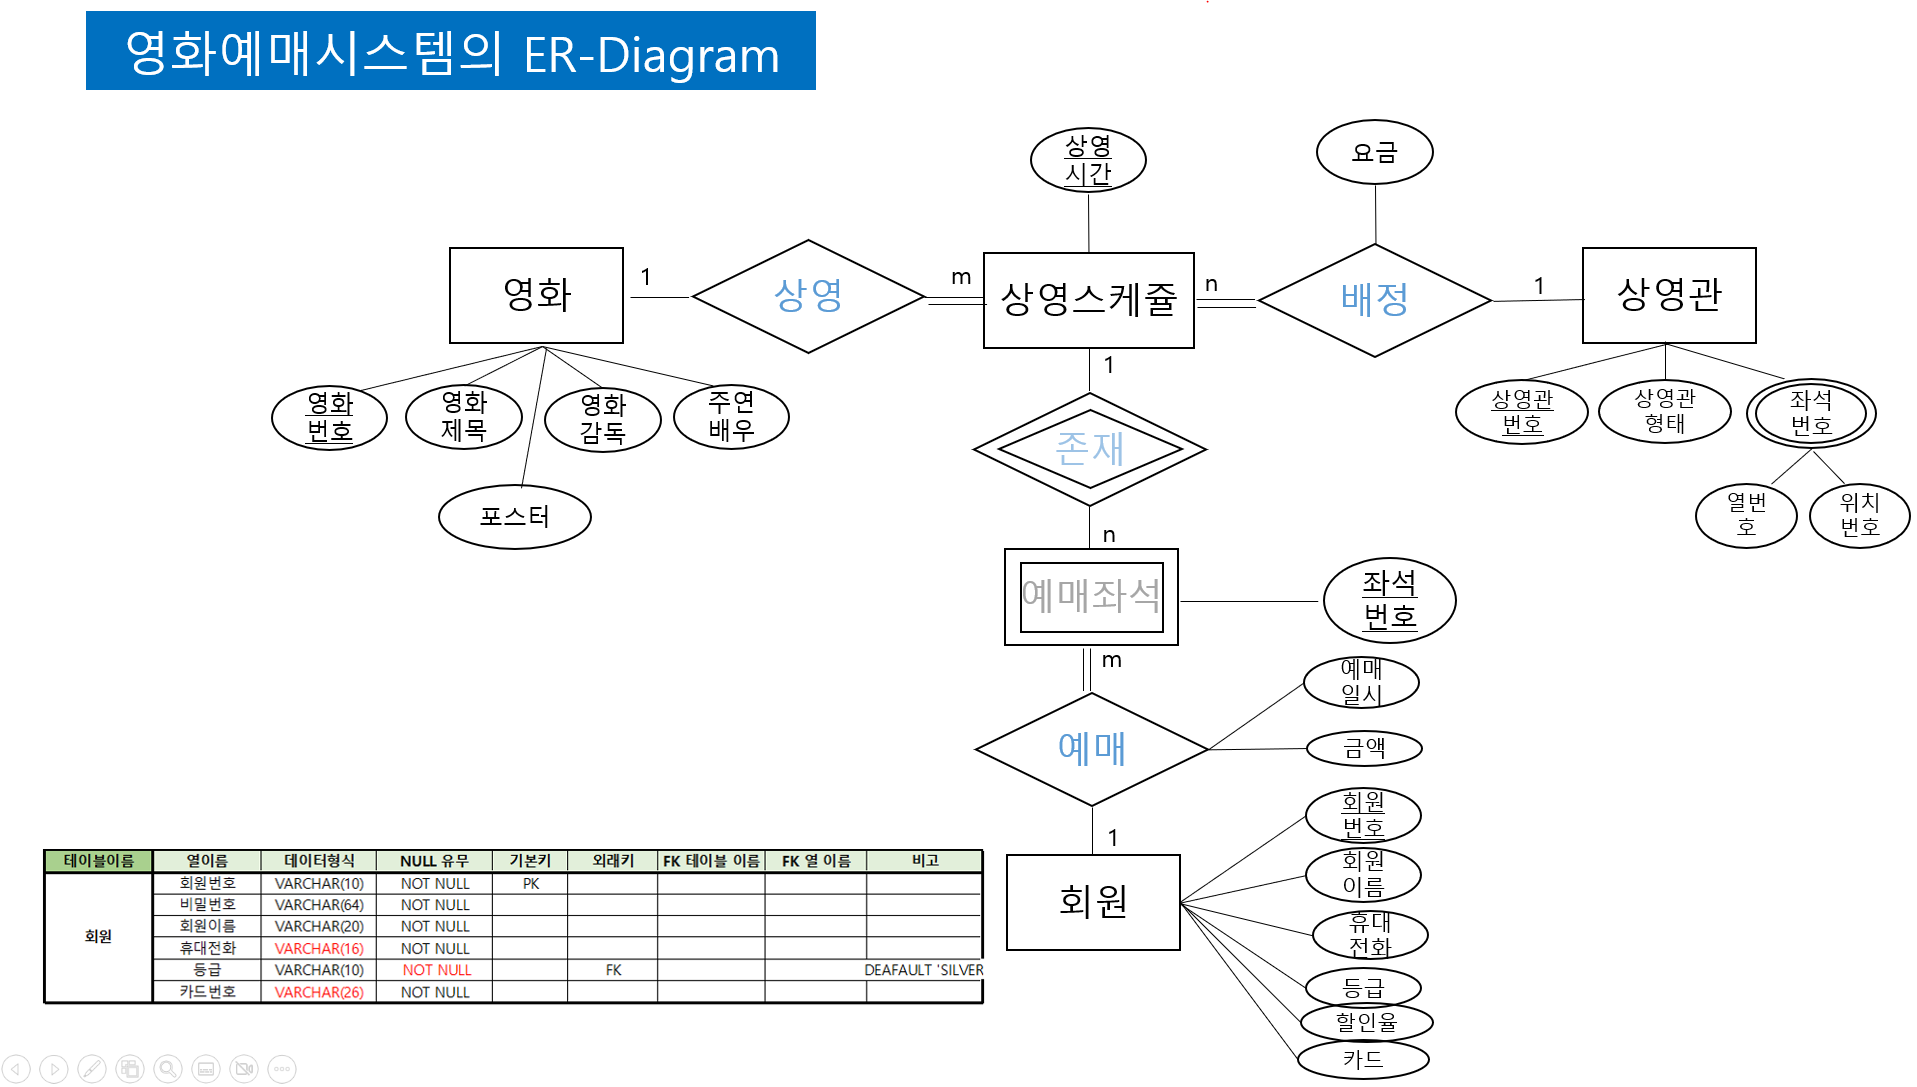 영화예매시스템의 ER-Diagram
상영
시간
요금
영화
1
상영
m
상영스케쥴
n
배정
1
상영관
영화
번호
영화
제목
영화
감독
주연
배우
포스터
1
존재
n
상영관
번호
상영관
형태
좌석
번호
열번
호
위치
번호
예매좌석
좌석
번호
m
예매
예매
일시
금액
1
회원
회원
번호
회원
이름
휴대
전화
등급
할인율
카드
테이블이름 열이름 데이터형식 NULL 유무 기본키 외래키 FK 테이블 이름 FK 열 이름 비고
회원
회원번호 VARCHAR(10) NOT NULL PK
비밀번호 VARCHAR(64) NOT NULL
회원이름 VARCHAR(20) NOT NULL
휴대전화 VARCHAR(16) NOT NULL
등급 VARCHAR(10) NOT NULL FK DEAFAULT 'SILVER
카드번호 VARCHAR(26) NOT NULL